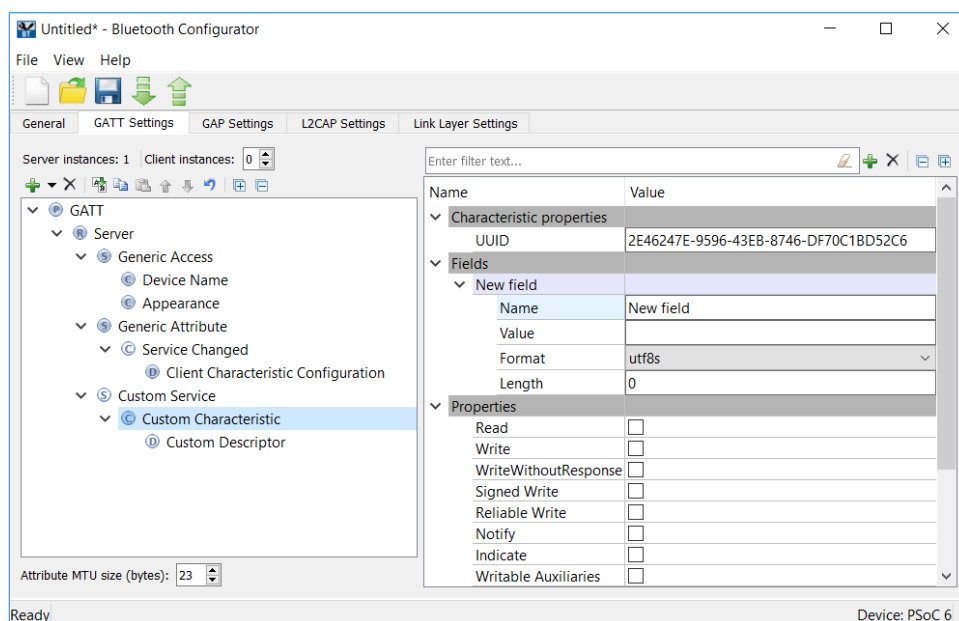 Untitled* - Bluetooth Configurator
File View Help
General GATT Settings GAP Settings L2CAP Settings Link Layer Settings
Server instances: 1 Client instances: 0
Enter filter text...
GATT
Server
Generic Access
Device Name
Appearance
Generic Attribute
Service Changed
Client Characteristic Configuration
Custom Service
Custom Characteristic
Custom Descriptor
Attribute MTU size (bytes): 23
Name Value
Characteristic properties
UUID 2E46247E-9596-43EB-8746-DF70C1BD52C6
Fields
New field
Name New field
Value
Format utf8s
Length 0
Properties
Read
Write
WriteWithoutResponse
Signed Write
Reliable Write
Notify
Indicate
Writable Auxiliaries
Ready Device: PSoC 6